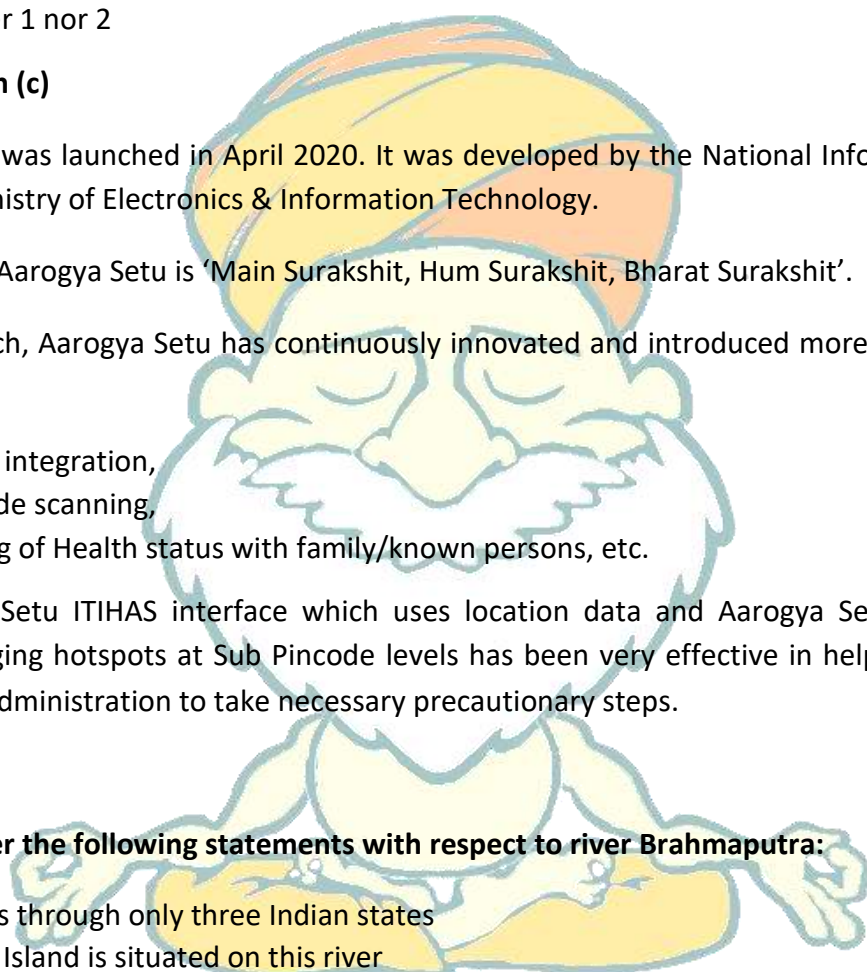 r 1 nor 2
n (c)
was launched in April 2020. It was developed by the National Info
nistry of Electronics & Information Technology.
Aarogya Setu is ‘Main Surakshit, Hum Surakshit, Bharat Surakshit’.
ch, Aarogya Setu has continuously innovated and introduced more
integration,
de scanning,
g of Health status with family/known persons, etc.
Setu ITIHAS interface which uses location data and Aarogya Se
ging hotspots at Sub Pincode levels has been very effective in help
dministration to take necessary precautionary steps.
er the following statements with respect to river Brahmaputra:
s through only three Indian states
Island is situated on this river